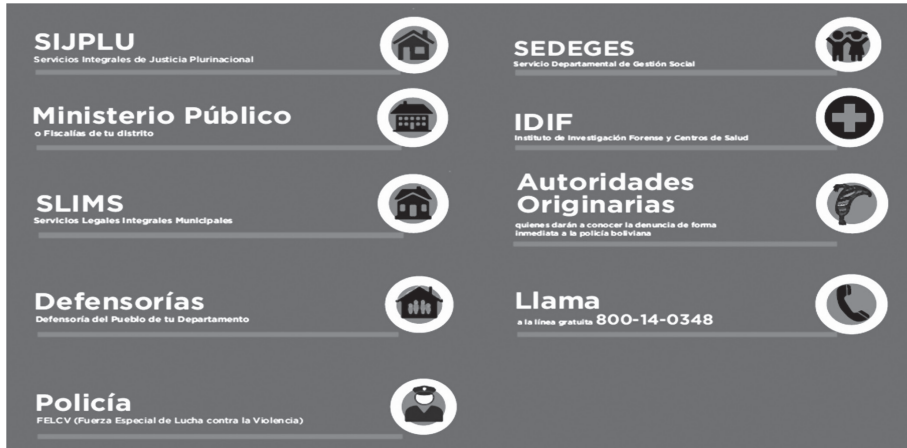 SIJPLU
Servicios Integrales de Justicia Plurinacional
Ministerio Público
o Fiscalías de tu distrito
SLIMS
Servicios Legales Integrales Municipales
Defensorías
Defensoría del Pueblo de tu Departamento
Policía
FELCV (Fuerza Especial de Lucha contra la Violencia)
SEDEGES
Servicio Departamental de Gestión Social
IDIF
Instituto de Investigación Forense y Centros de Salud
Autoridades
Originarias
quienes darán a conocer la denuncia de forma
inmediata a la policía boliviana
Llama
a la línea gratuita 800-14-0348